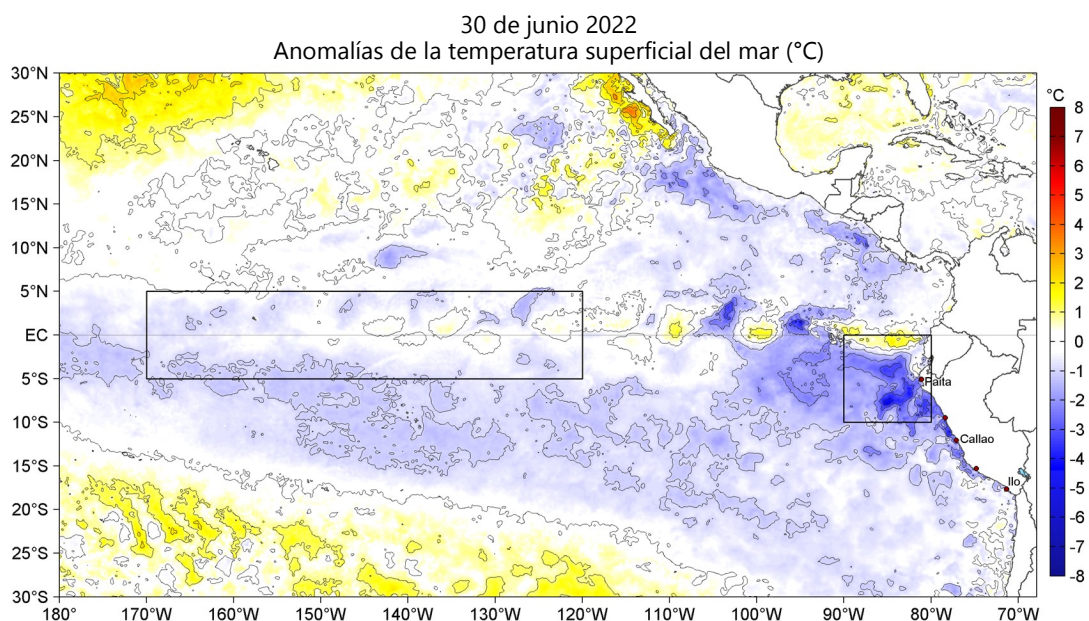 30 de junio 2022
Anomalías de la temperatura superficial del mar (°C)
30°N
25°N
20°N
15°N
10°N
5°N
EC
5°S
10°S
15°S
20°S
25°S
30°S
180
170°W
160°W
150°W
140°W
130°W
120°W
110°W
100°W
90°W
80°W
70°W
Paita
Callao
Ilo
°C
8
7
6
5
4
3
2
1
0
-1
-2
-3
-4
-5
-6
-7
-8